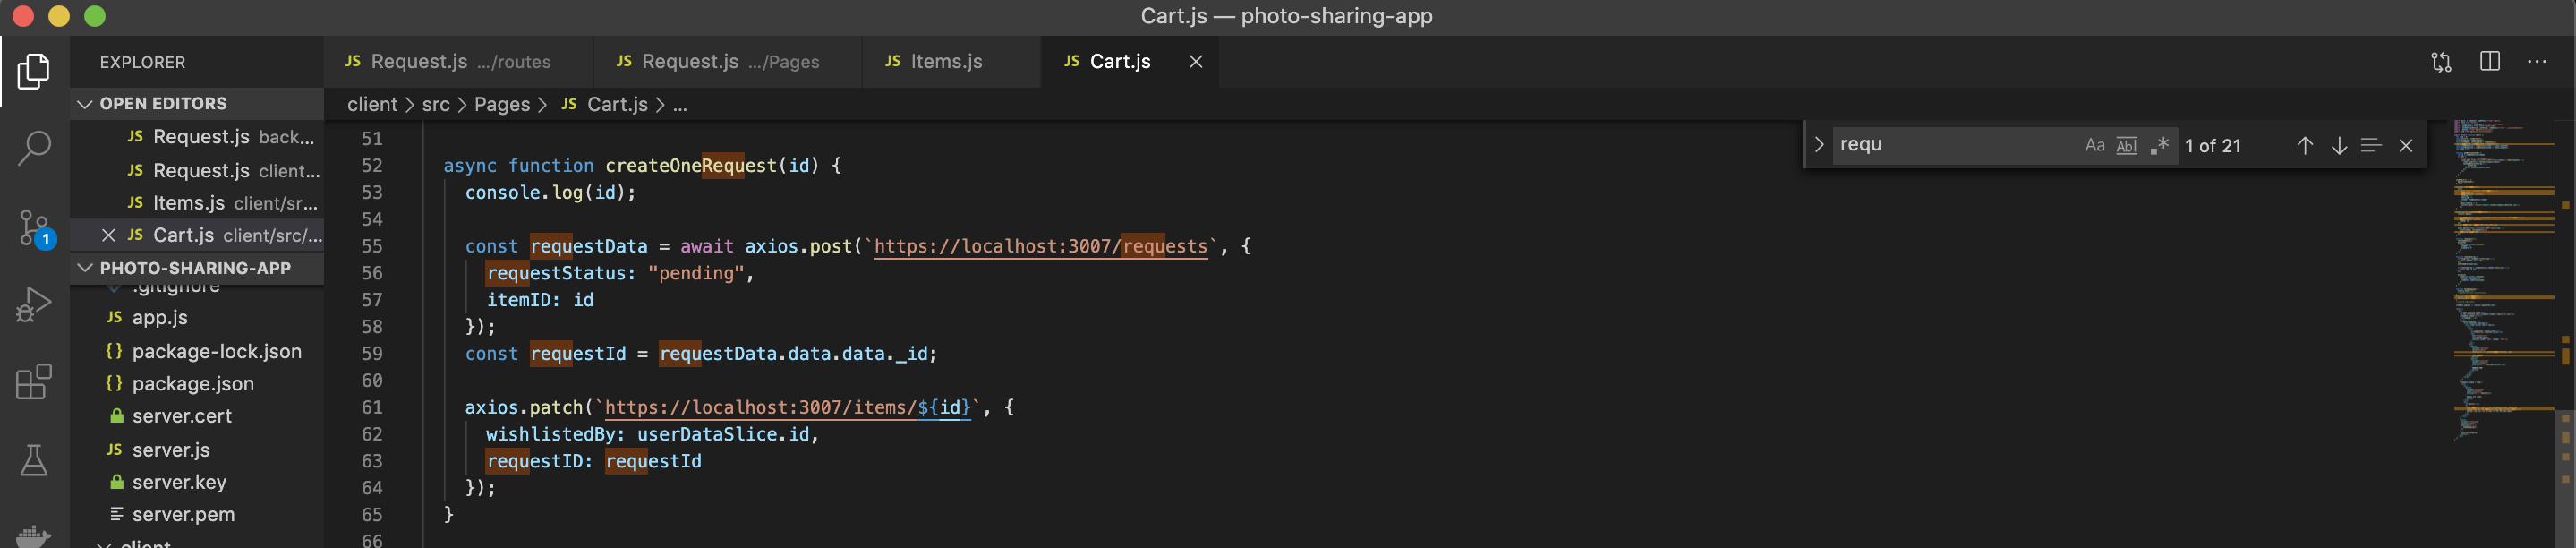 Cart.js — photo-sharing-app
EXPLORER
JS Request.js .../routes
JS Request.js .../Pages
JS Items.js
JS Cart.js
OPEN EDITORS
JS Request.js back...
JS Request.js client...
JS Items.js client/sr...
JS Cart.js client/src/...
PHOTO-SHARING-APP
.gitignore
JS app.js
{} package-lock.json
{} package.json
server.cert
JS server.js
server.key
server.pem
client
1
client > src > Pages > JS Cart.js > ...
requ Aa Abl .* 1 of 21
51
52 async function createOneRequest(id) {
53 console.log(id);
54
55 const requestData = await axios.post(`https://localhost:3007/requests`, {
56 requestStatus: "pending",
57 itemID: id
58 });
59 const requestId = requestData.data.data._id;
60
61 axios.patch(`https://localhost:3007/items/${id}`, {
62 wishlistedBy: userDataSlice.id,
63 requestID: requestId
64 });
65 }
66